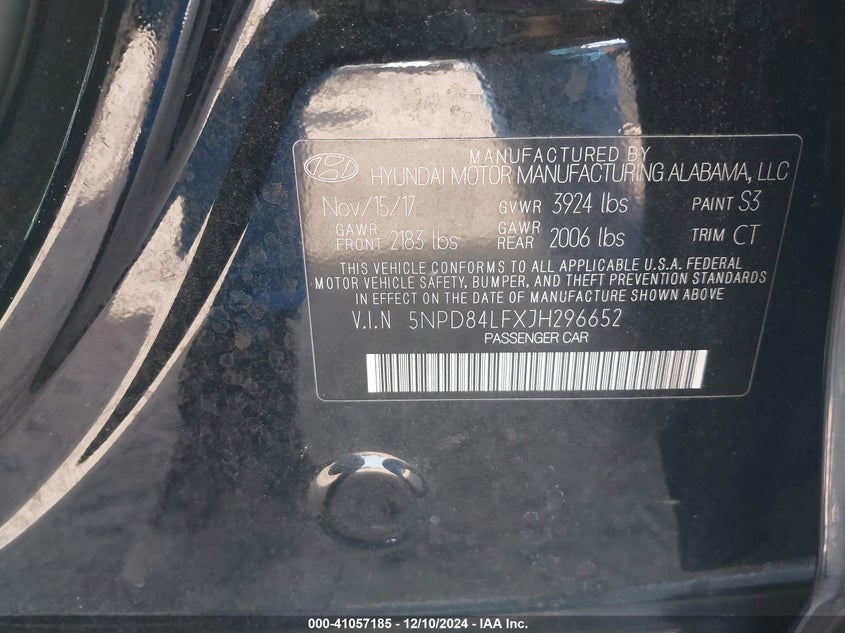 MANUFACTURED BY
HYUNDAI MOTOR MANUFACTURING ALABAMA, LLC
Nov/15/17 GVWR 3924 lbs PAINT S3
GAWR FRONT 2183 lbs GAWR REAR 2006 lbs TRIM CT
THIS VEHICLE CONFORMS TO ALL APPLICABLE U.S.A. FEDERAL
MOTOR VEHICLE SAFETY, BUMPER, AND THEFT PREVENTION STANDARDS
IN EFFECT ON THE DATE OF MANUFACTURE SHOWN ABOVE
V.I.N 5NPD84LFXJH296652
PASSENGER CAR
000-41057185 - 12/10/2024 - IAA Inc.